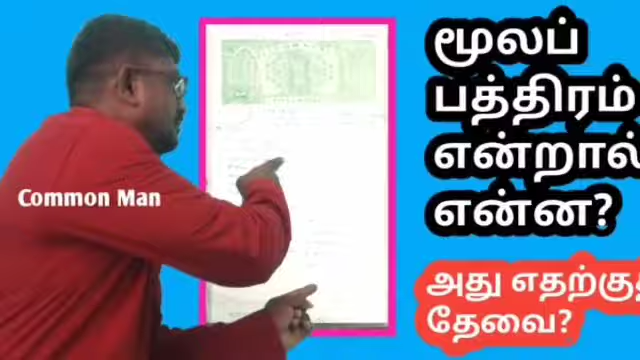 மூலப்
பத்திரம்
என்றால்
என்ன?
Common Man
அது எதற்குத்
தேவை?